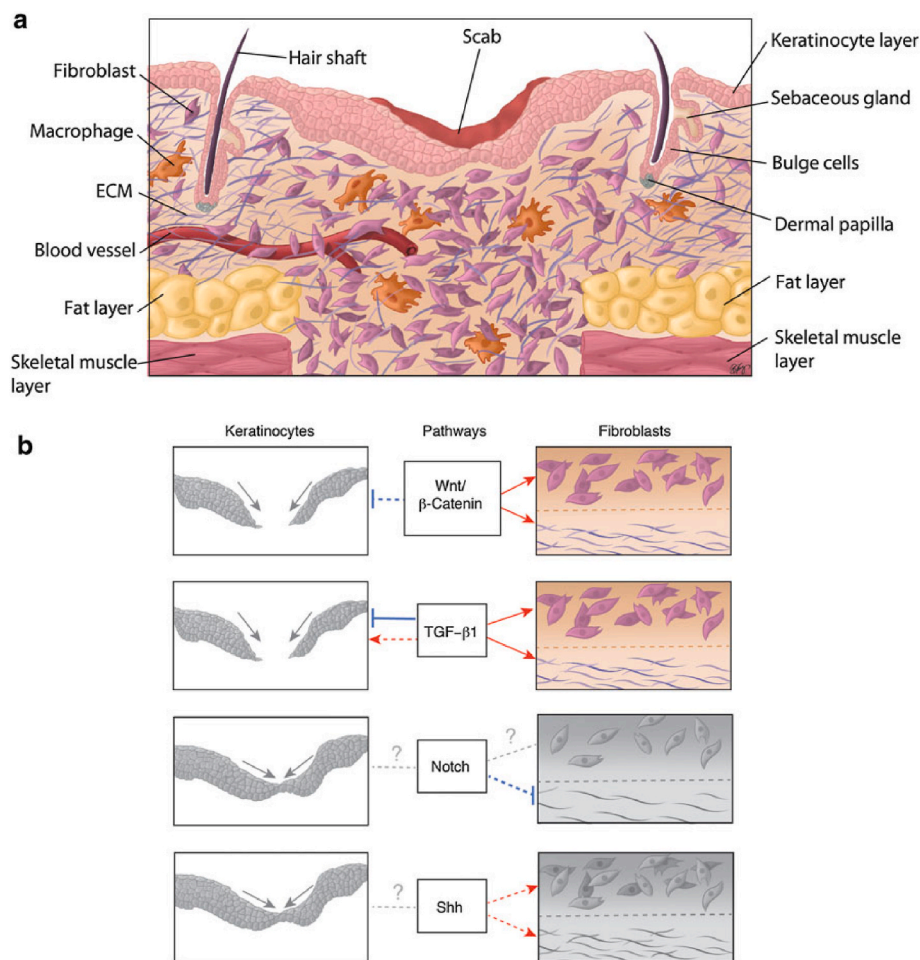 a
Hair shaft
Scab
Keratinocyte layer
Fibroblast
Sebaceous gland
Macrophage
Bulge cells
ECM
Dermal papilla
Blood vessel
Fat layer
Fat layer
Skeletal muscle
layer
Skeletal muscle
layer
b
Keratinocytes
Pathways
Fibroblasts
Wnt/
β-Catenin
TGF-β1
?
Notch
?
?
Shh